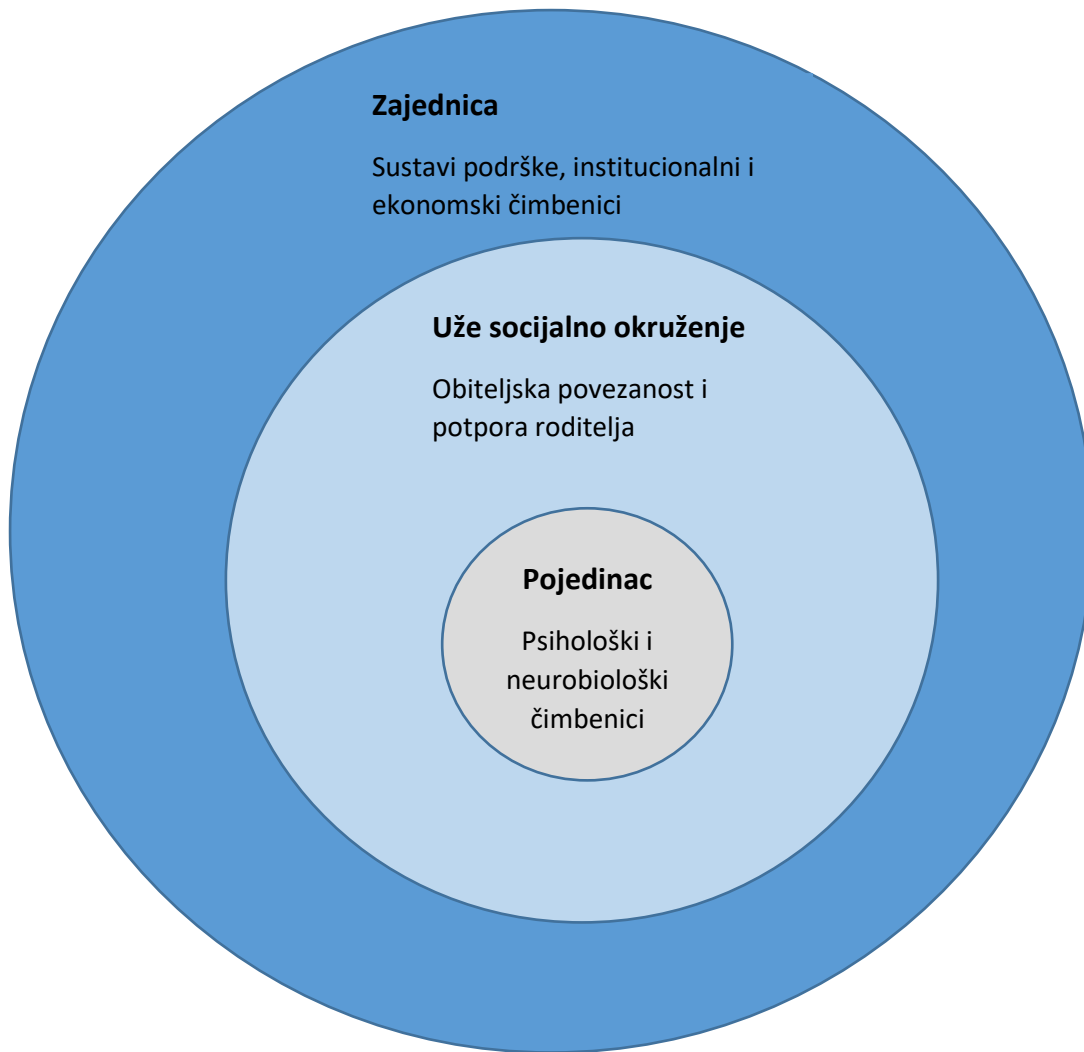 Zajednica
Sustavi podrške, institucionalni i
ekonomski čimbenici
Uže socijalno okruženje
Obiteljska povezanost i
potpora roditelja
Pojedinac
Psihološki i
neurobiološki
čimbenici